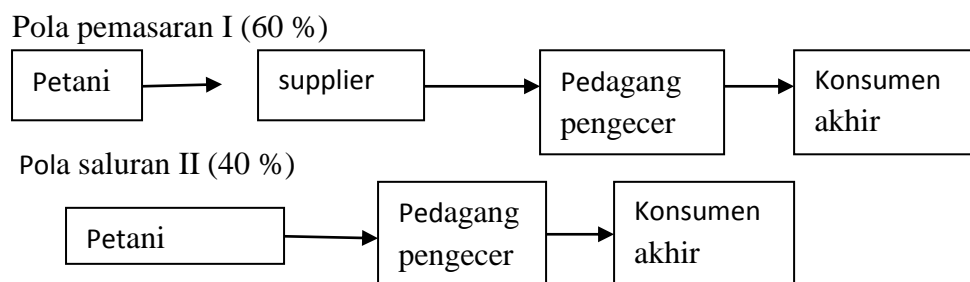 Pola pemasaran I (60 %)
Petani
supplier
Pedagang
pengecer
Konsumen
akhir
Pola saluran II (40 %)
Petani
Pedagang
pengecer
Konsumen
akhir